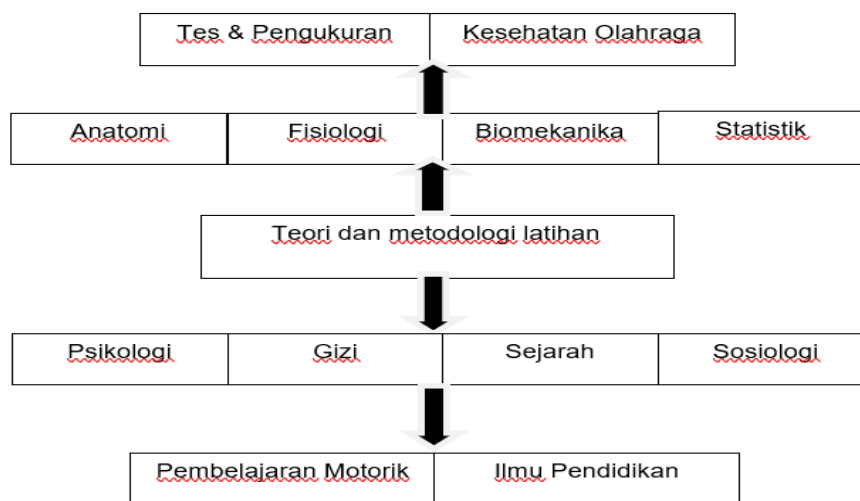 Tes & Pengukuran
Kesehatan Olahraga
Anatomi
Fisiologi
Biomekanika
Statistik
Teori dan metodologi latihan
Psikologi
Gizi
Sejarah
Sosiologi
Pembelajaran Motorik
Ilmu Pendidikan